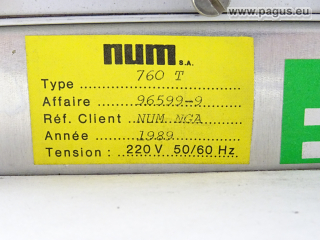 © www.pagus.eu
num S.A.
Type 760 T
Affaire 96599-9
Réf. Client NUM NGA
Année 1989
Tension : 220 V 50/60 Hz